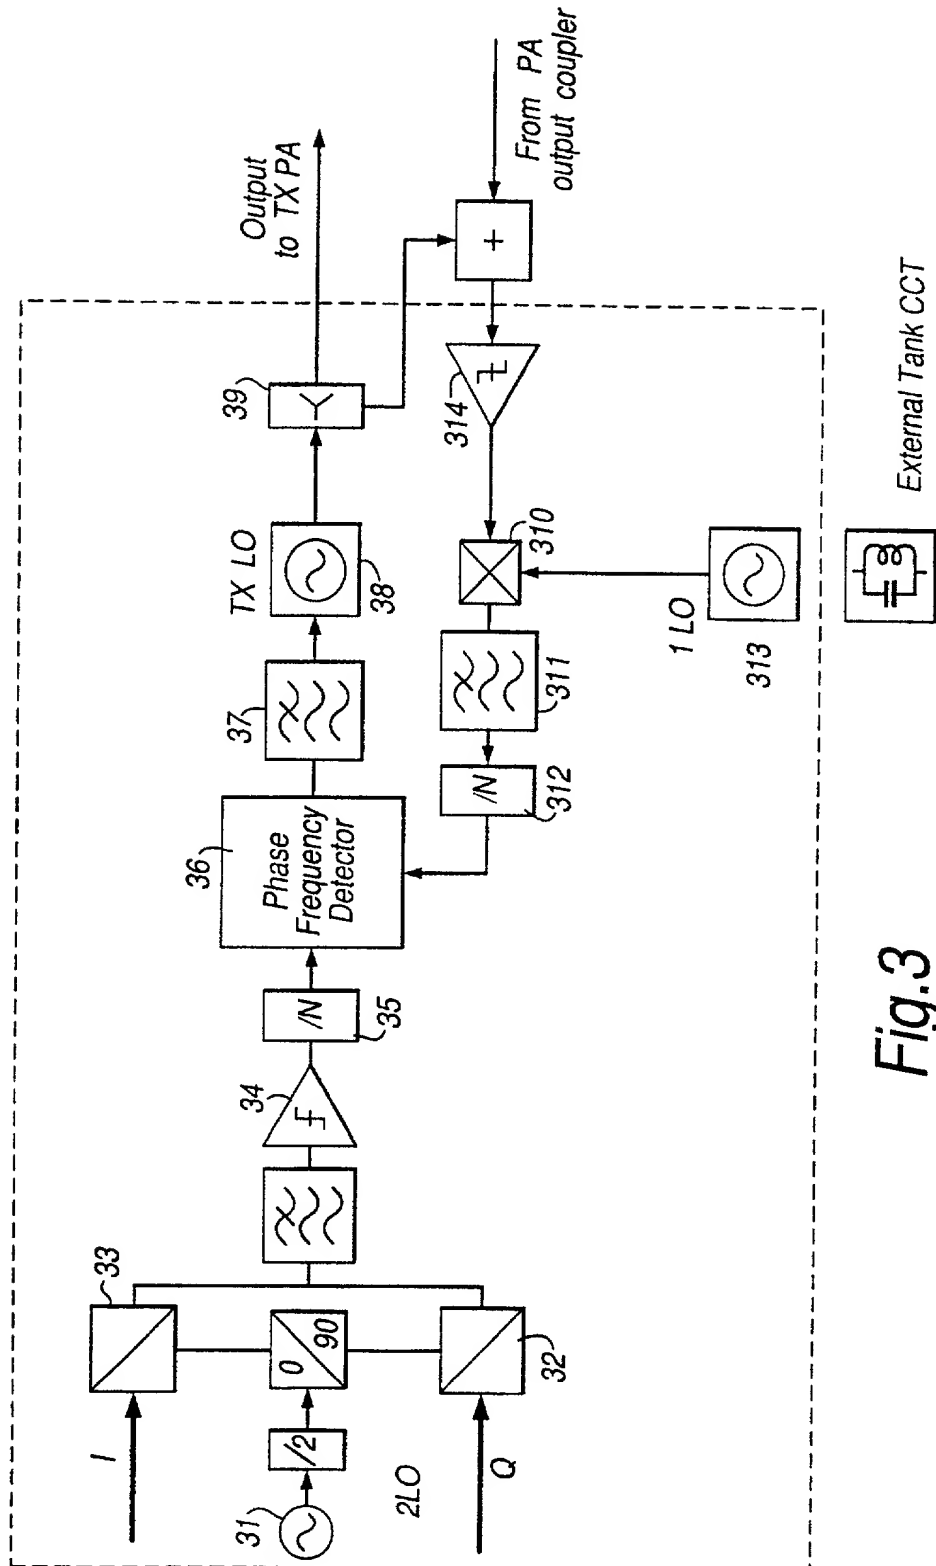 I
33
31
/2
0
90
2LO
Q
32
34
/N
35
36
Phase
Frequency
Detector
37
TX LO
38
39
Output
to TX PA
+
From PA
output coupler
314
310
311
/N
312
1 LO
313
External Tank CCT
Fig.3